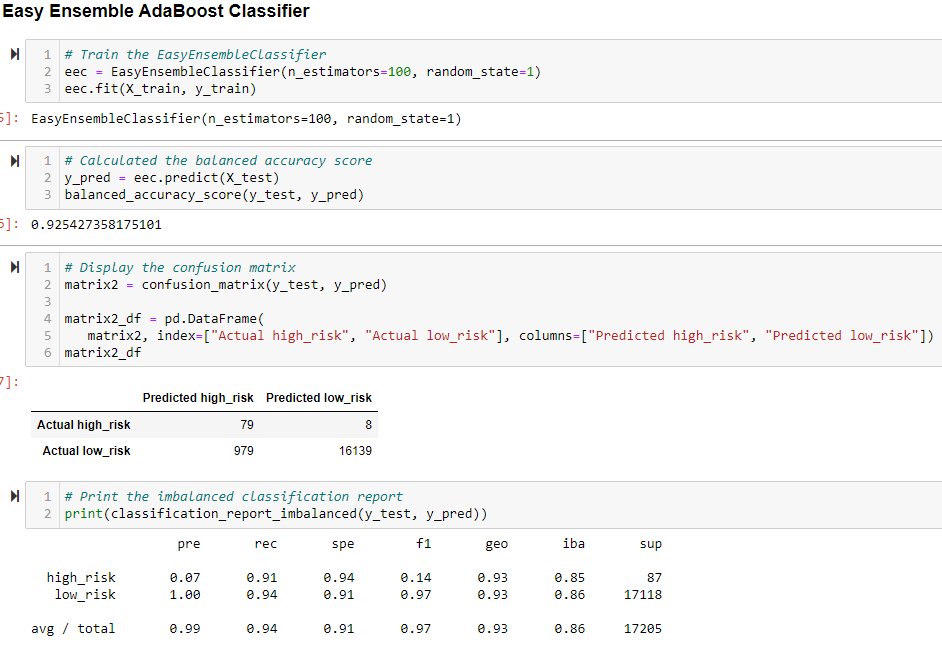 Easy Ensemble AdaBoost Classifier
1 # Train the EasyEnsembleClassifier
2 eec = EasyEnsembleClassifier(n_estimators=100, random_state=1)
3 eec.fit(X_train, y_train)
5]: EasyEnsembleClassifier(n_estimators=100, random_state=1)
1 # Calculated the balanced accuracy score
2 y_pred = eec.predict(X_test)
3 balanced_accuracy_score(y_test, y_pred)
6]: 0.925427358175101
1 # Display the confusion matrix
2 matrix2 = confusion_matrix(y_test, y_pred)
3
4 matrix2_df = pd.DataFrame(
5 matrix2, index=["Actual high_risk", "Actual low_risk"], columns=["Predicted high_risk", "Predicted low_risk"])
6 matrix2_df
7]:
Predicted high_risk Predicted low_risk
Actual high_risk 79 8
Actual low_risk 979 16139
1 # Print the imbalanced classification report
2 print(classification_report_imbalanced(y_test, y_pred))
pre rec spe f1 geo iba sup
high_risk 0.07 0.91 0.94 0.14 0.93 0.85 87
low_risk 1.00 0.94 0.91 0.97 0.93 0.86 17118
avg / total 0.99 0.94 0.91 0.97 0.93 0.86 17205